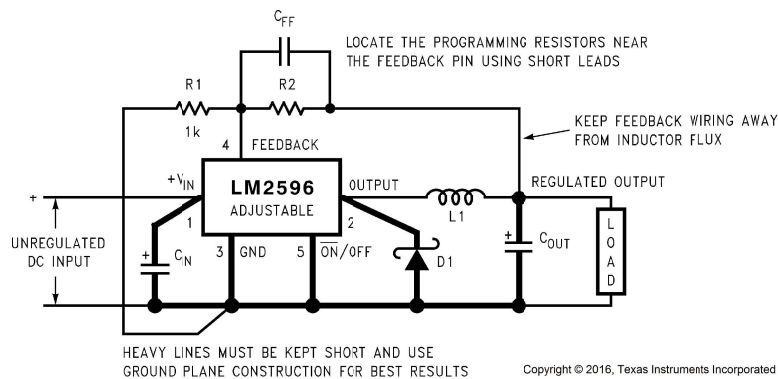 CFF
LOCATE THE PROGRAMMING RESISTORS NEAR
THE FEEDBACK PIN USING SHORT LEADS
R1
R2
1k
4 FEEDBACK
KEEP FEEDBACK WIRING AWAY
FROM INDUCTOR FLUX
+VIN
LM2596
ADJUSTABLE
OUTPUT
REGULATED OUTPUT
+
1
2
L1
UNREGULATED
DC INPUT
+
CIN
3 GND
5 ON/OFF
D1
+
COUT
LOAD
HEAVY LINES MUST BE KEPT SHORT AND USE
GROUND PLANE CONSTRUCTION FOR BEST RESULTS
Copyright © 2016, Texas Instruments Incorporated